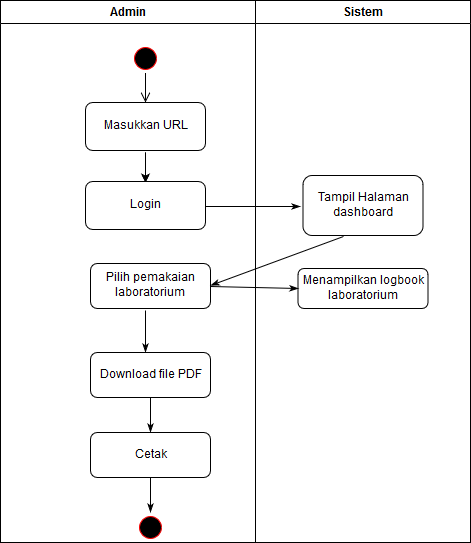 Admin
Sistem
Masukkan URL
Login
Tampil Halaman
dashboard
Pilih pemakaian
laboratorium
Menampilkan logbook
laboratorium
Download file PDF
Cetak